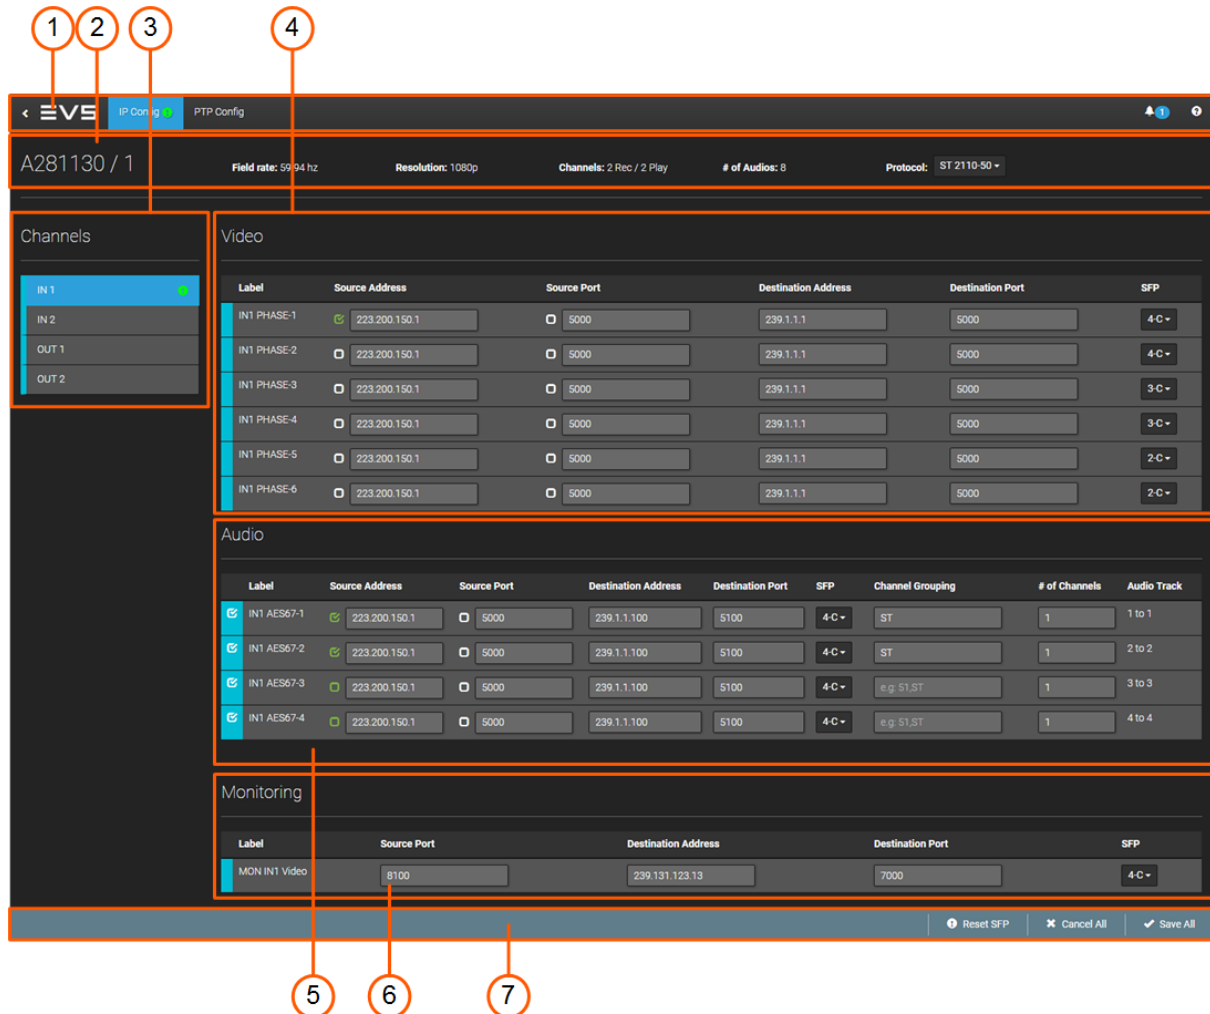 1 2 3 4
EVS IP Config PTP Config 1
A281130 / 1 Field rate: 59.94 hz Resolution: 1080p Channels: 2 Rec / 2 Play # of Audios: 8 Protocol: ST 2110-50
Channels
IN 1
IN 2
OUT 1
OUT 2
Video
Label Source Address Source Port Destination Address Destination Port SFP
IN1 PHASE-1 223.200.150.1 5000 239.1.1.1 5000 4-C
IN1 PHASE-2 223.200.150.1 5000 239.1.1.1 5000 4-C
IN1 PHASE-3 223.200.150.1 5000 239.1.1.1 5000 3-C
IN1 PHASE-4 223.200.150.1 5000 239.1.1.1 5000 3-C
IN1 PHASE-5 223.200.150.1 5000 239.1.1.1 5000 2-C
IN1 PHASE-6 223.200.150.1 5000 239.1.1.1 5000 2-C
Audio
Label Source Address Source Port Destination Address Destination Port SFP Channel Grouping # of Channels Audio Track
IN1 AES67-1 223.200.150.1 5000 239.1.1.100 5100 4-C ST 1 1 to 1
IN1 AES67-2 223.200.150.1 5000 239.1.1.100 5100 4-C ST 1 2 to 2
IN1 AES67-3 223.200.150.1 5000 239.1.1.100 5100 4-C e.g: 51,ST 1 3 to 3
IN1 AES67-4 223.200.150.1 5000 239.1.1.100 5100 4-C e.g: 51,ST 1 4 to 4
Monitoring
Label Source Port Destination Address Destination Port SFP
MON IN1 Video 8100 239.131.123.13 7000 4-C
Reset SFP Cancel All Save All
5 6 7